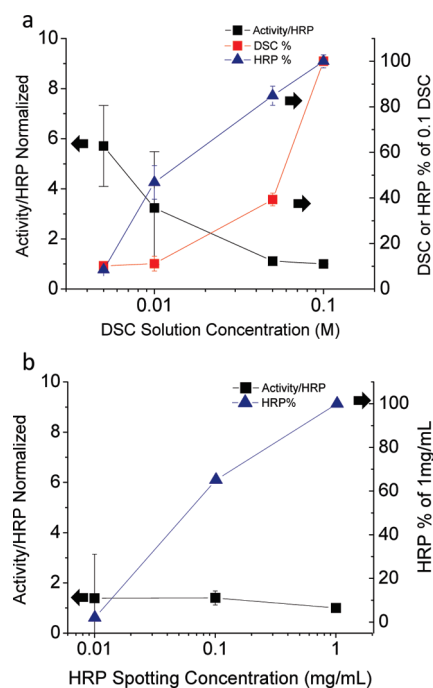 a
Activity/HRP
DSC %
HRP %
10
8
6
4
2
0
Activity/HRP Normalized
100
80
60
40
20
0
DSC or HRP % of 0.1 DSC
0.01
0.1
DSC Solution Concentration (M)
b
Activity/HRP
HRP%
10
8
6
4
2
0
Activity/HRP Normalized
100
80
60
40
20
0
HRP % of 1mg/mL
0.01
0.1
1
HRP Spotting Concentration (mg/mL)